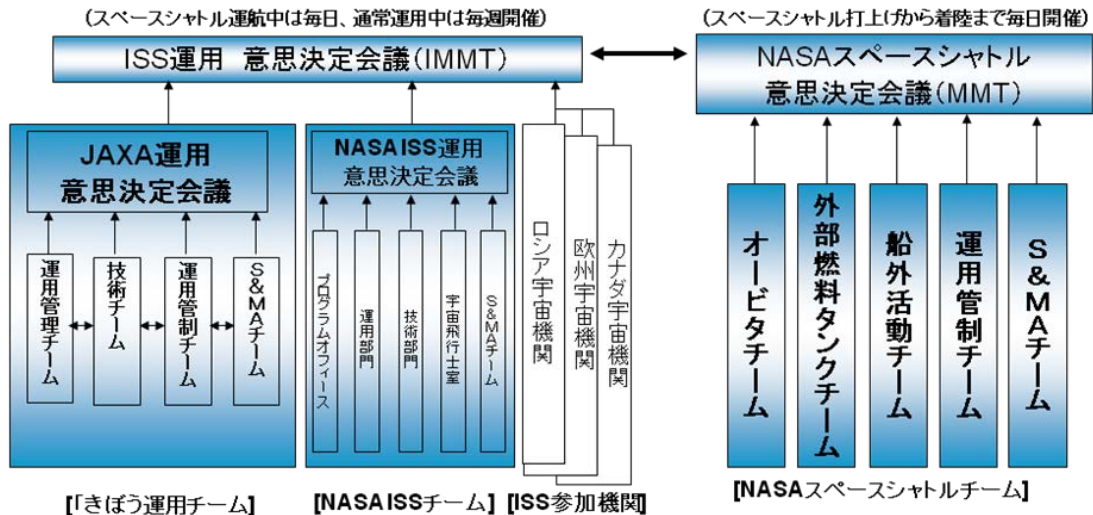 (スペースシャトル運航中は毎日、通常運用中は毎週開催)
ISS運用 意思決定会議(IMMT)
JAXA運用
意思決定会議
運用管理チーム
技術チーム
運用管制チーム
S&MAチーム
[「きぼう運用チーム]
NASA ISS運用
意思決定会議
プログラムオフィース
運用部門
技術部門
宇宙飛行士室
S&MAチーム
[NASA ISSチーム]
ロシア宇宙機関
欧州宇宙機関
カナダ宇宙機関
[ISS参加機関]
(スペースシャトル打上げから着陸まで毎日開催)
NASAスペースシャトル
意思決定会議(MMT)
オービタチーム
外部燃料タンクチーム
船外活動チーム
運用管制チーム
S&MAチーム
[NASAスペースシャトルチーム]